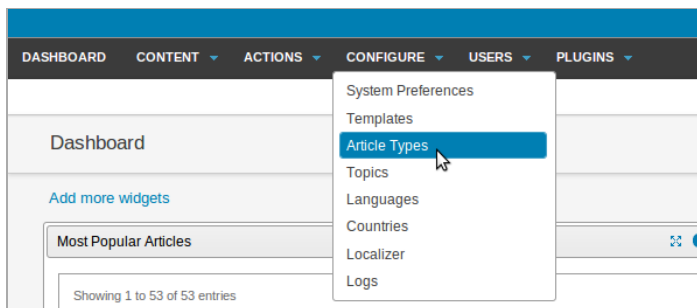 DASHBOARD CONTENT ACTIONS CONFIGURE USERS PLUGINS
System Preferences
Templates
Dashboard
Article Types
Topics
Add more widgets
Languages
Countries
Most Popular Articles
Localizer
Logs
Showing 1 to 53 of 53 entries